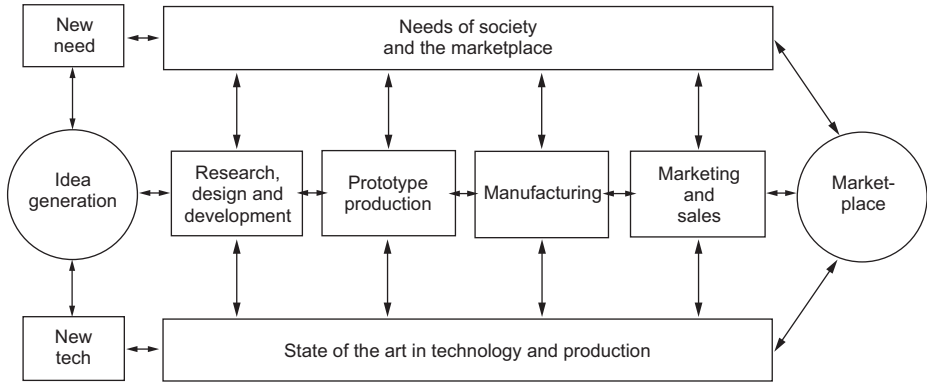 New
need
Needs of society
and the marketplace
Idea
generation
Research,
design and
development
Prototype
production
Manufacturing
Marketing
and
sales
Market-
place
New
tech
State of the art in technology and production